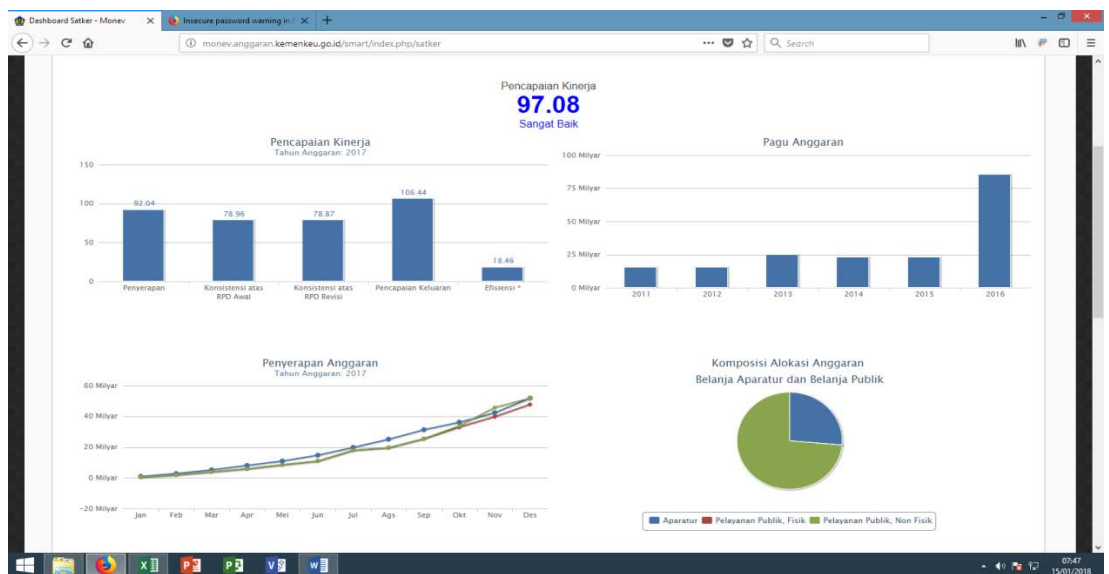 Dashboard Satker - Monev
Insecure password warning in F
monev.anggaran.kemenkeu.go.id/smart/index.php/satker
Search
Pencapaian Kinerja
97.08
Sangat Baik
Pencapaian Kinerja
Tahun Anggaran: 2017
150
100
50
0
92.04
78.96
78.87
106.44
18.46
Penyerapan
Konsistensi atas
RPD Awal
Konsistensi atas
RPD Revisi
Pencapaian Keluaran
Efisiensi *
Pagu Anggaran
100 Milyar
75 Milyar
50 Milyar
25 Milyar
0 Milyar
2011 2012 2013 2014 2015 2016
Penyerapan Anggaran
Tahun Anggaran: 2017
60 Milyar
40 Milyar
20 Milyar
0 Milyar
-20 Milyar
Jan Feb Mar Apr Mei Jun Jul Ags Sep Okt Nov Des
Komposisi Alokasi Anggaran
Belanja Aparatur dan Belanja Publik
Aparatur Pelayanan Publik, Fisik Pelayanan Publik, Non Fisik
07:47
15/01/2018